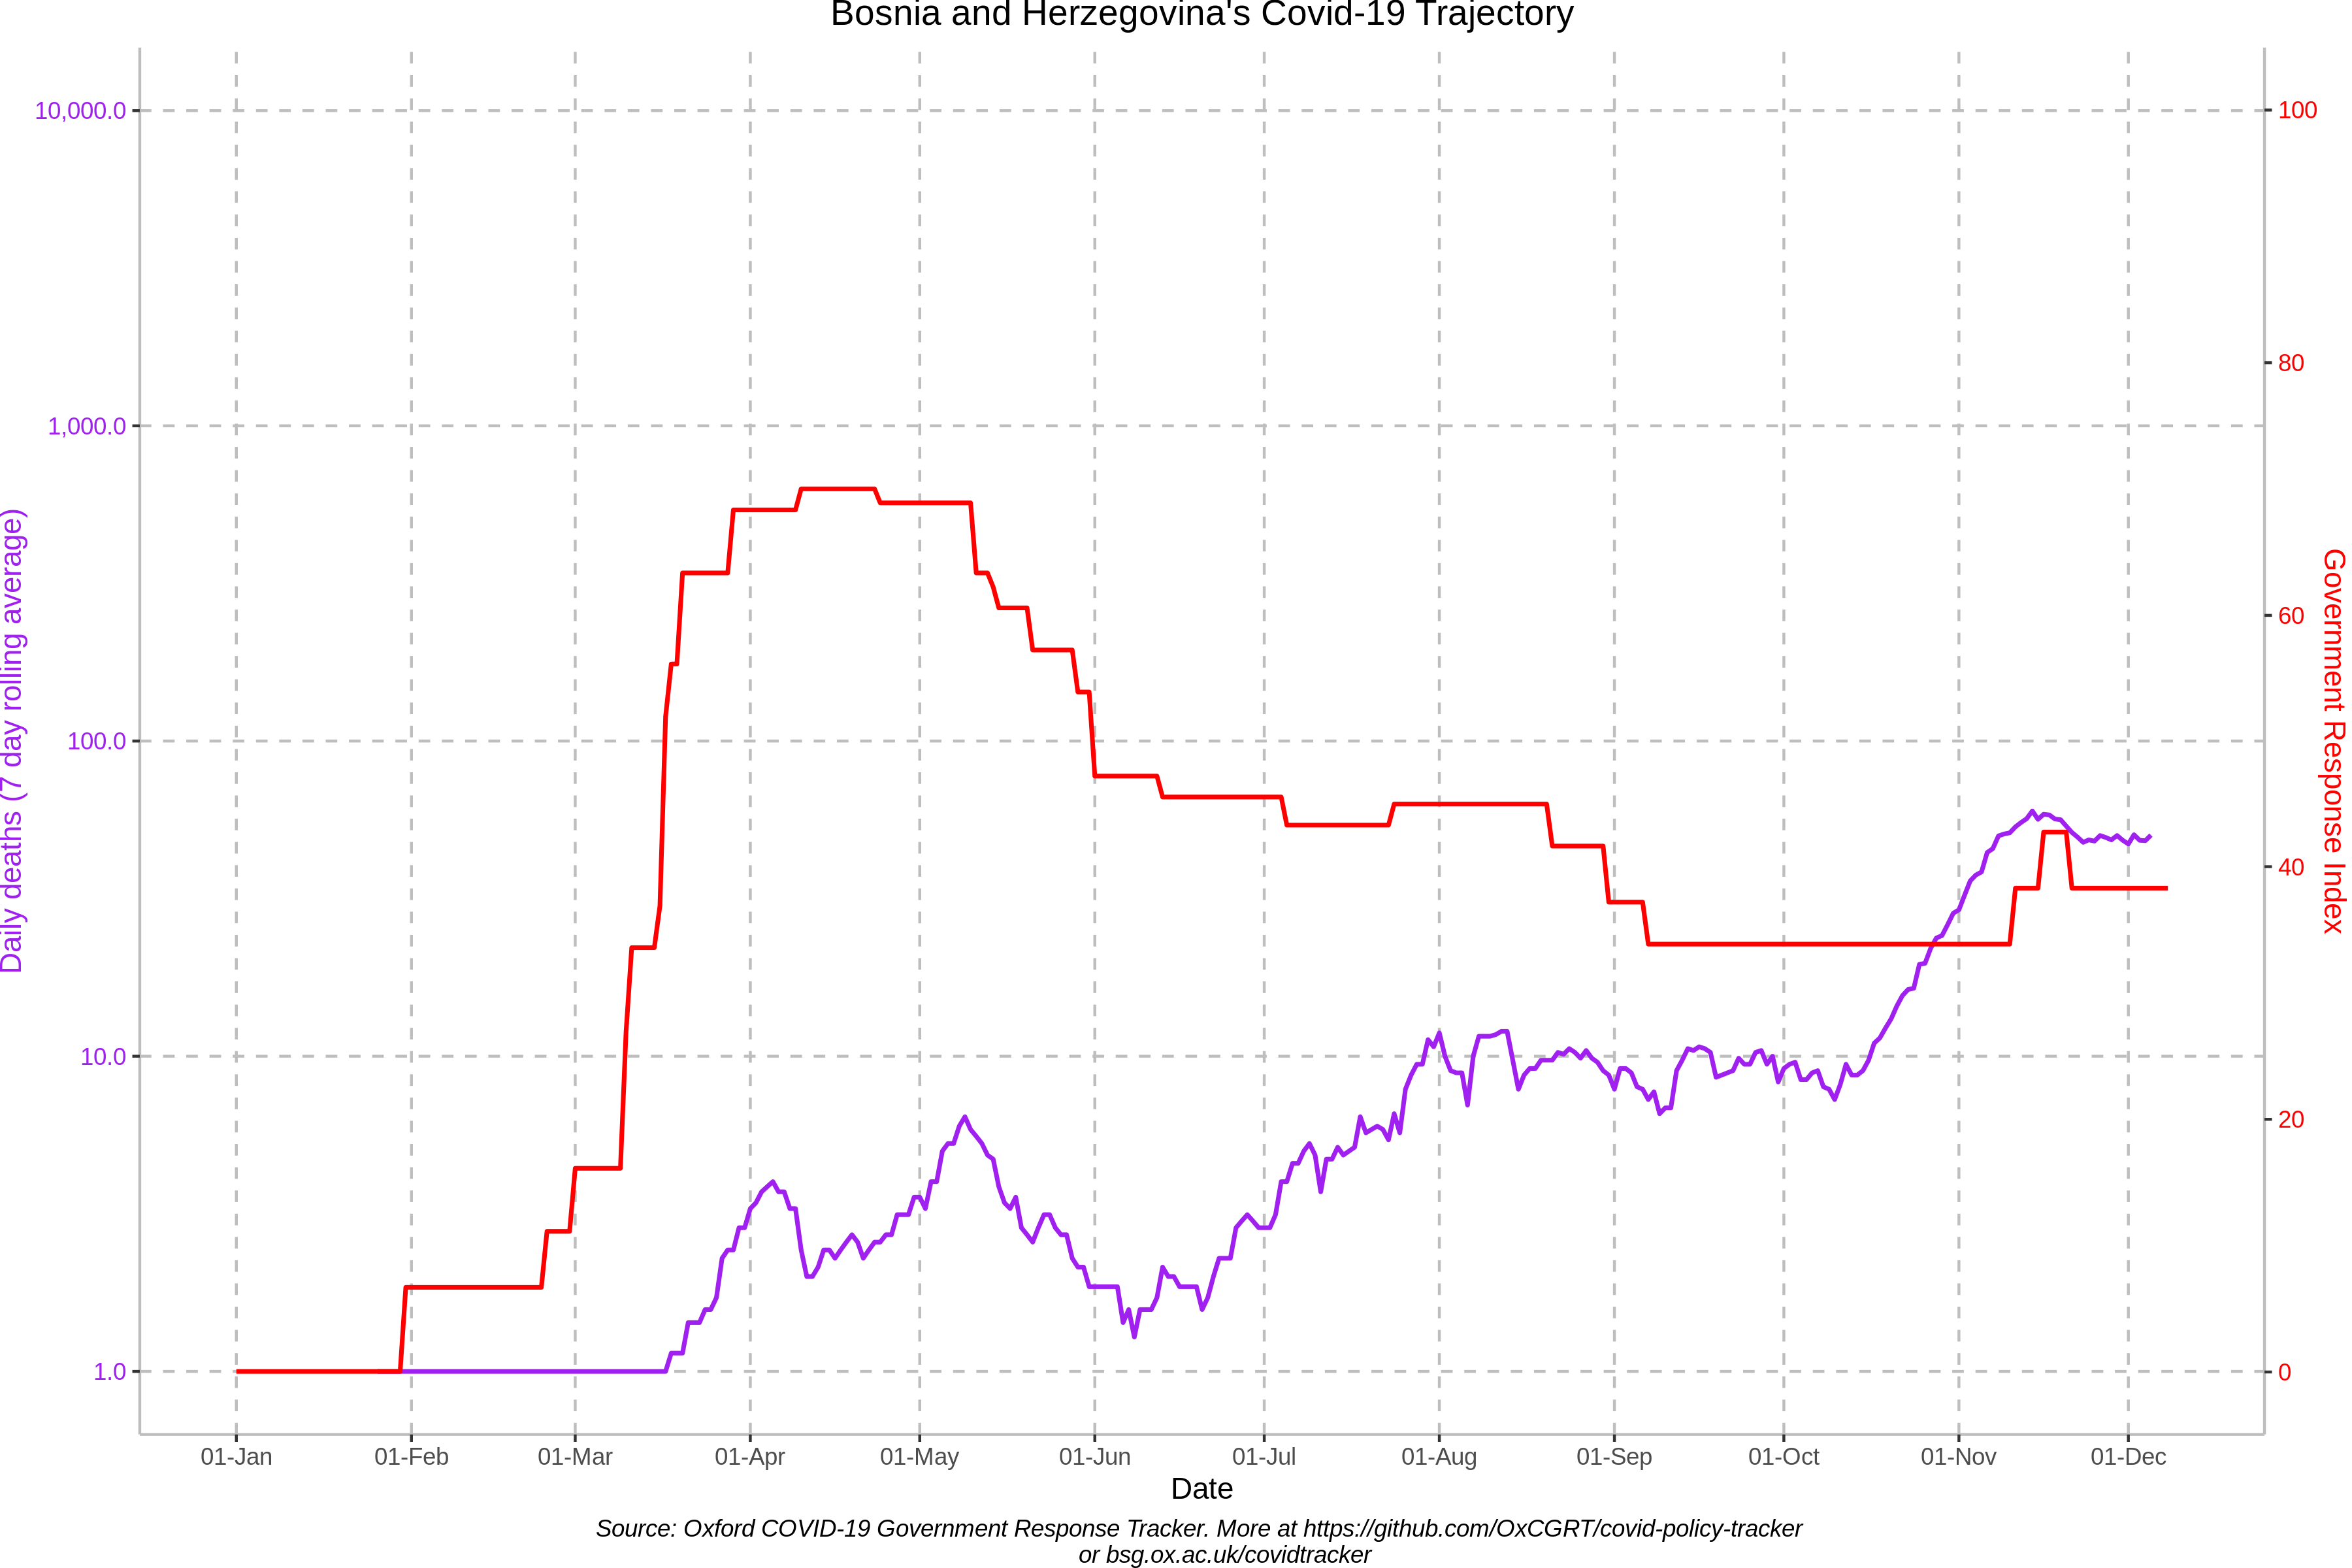 Bosnia and Herzegovina's Covid-19 Trajectory
10,000.0
1,000.0
100.0
10.0
1.0
Daily deaths (7 day rolling average)
100
80
60
40
20
0
Government Response Index
01-Jan 01-Feb 01-Mar 01-Apr 01-May 01-Jun 01-Jul 01-Aug 01-Sep 01-Oct 01-Nov 01-Dec
Date
Source: Oxford COVID-19 Government Response Tracker. More at https://github.com/OxCGRT/covid-policy-tracker
or bsg.ox.ac.uk/covidtracker